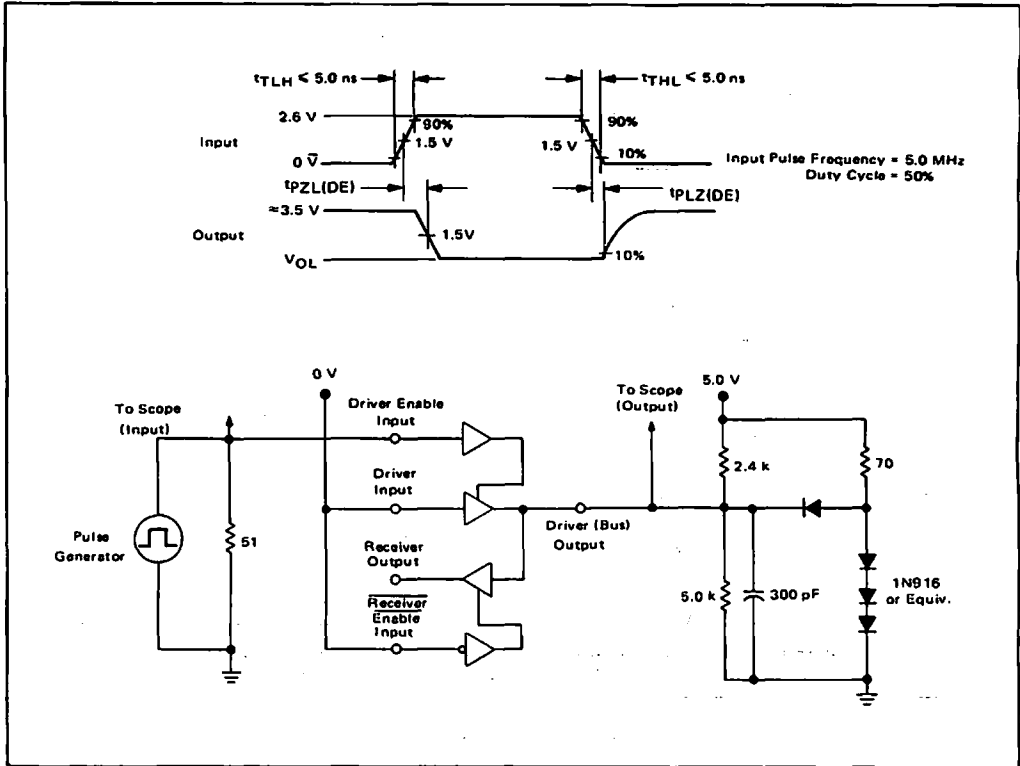 tTLH ≤ 5.0 ns
tTHL ≤ 5.0 ns
2.6 V
90%
90%
Input
1.5 V
1.5 V
0 V
10%
Input Pulse Frequency = 5.0 MHz
Duty Cycle = 50%
tPZL(DE)
tPLZ(DE)
≈3.5 V
Output
1.5V
VOL
10%
0 V
To Scope
(Input)
Driver Enable
Input
To Scope
(Output)
5.0 V
2.4 k
70
Driver
Input
Pulse
Generator
51
Driver (Bus)
Output
Receiver
Output
Receiver
Enable
Input
5.0 k
300 pF
1N916
or Equiv.